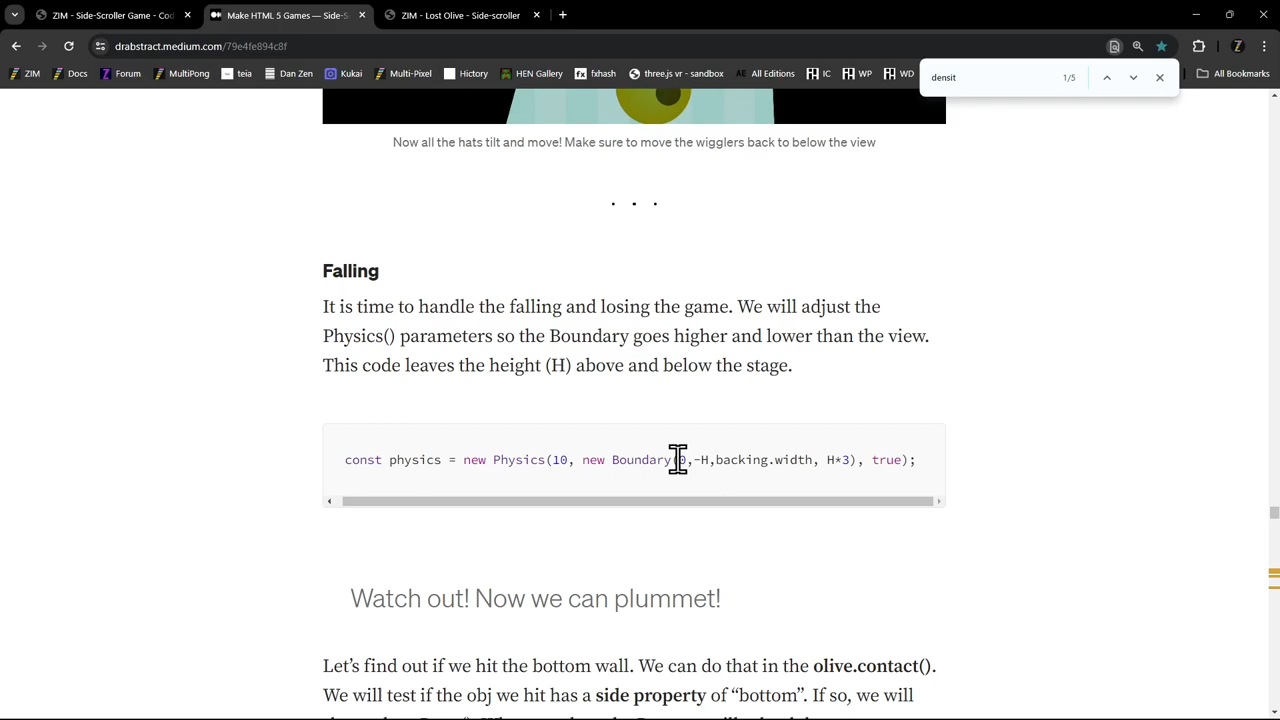 ZIM - Side-Scroller Game - Cod
Make HTML 5 Games — Side-S
ZIM - Lost Olive - Side-scroller
drabstract.medium.com/79e4fe894c8f
ZIM
Docs
Forum
MultiPong
teia
Dan Zen
Kukai
Multi-Pixel
Hictory
HEN Gallery
fxhash
three.js vr - sandbox
All Editions
IC
WP
WD
All Bookmarks
densit
1/5
Now all the hats tilt and move! Make sure to move the wigglers back to below the view
. . .
Falling
It is time to handle the falling and losing the game. We will adjust the
Physics() parameters so the Boundary goes higher and lower than the view.
This code leaves the height (H) above and below the stage.
const physics = new Physics(10, new Boundary(0,-H,backing.width, H*3), true);
Watch out! Now we can plummet!
Let’s find out if we hit the bottom wall. We can do that in the olive.contact().
We will test if the obj we hit has a side property of “bottom”. If so, we will